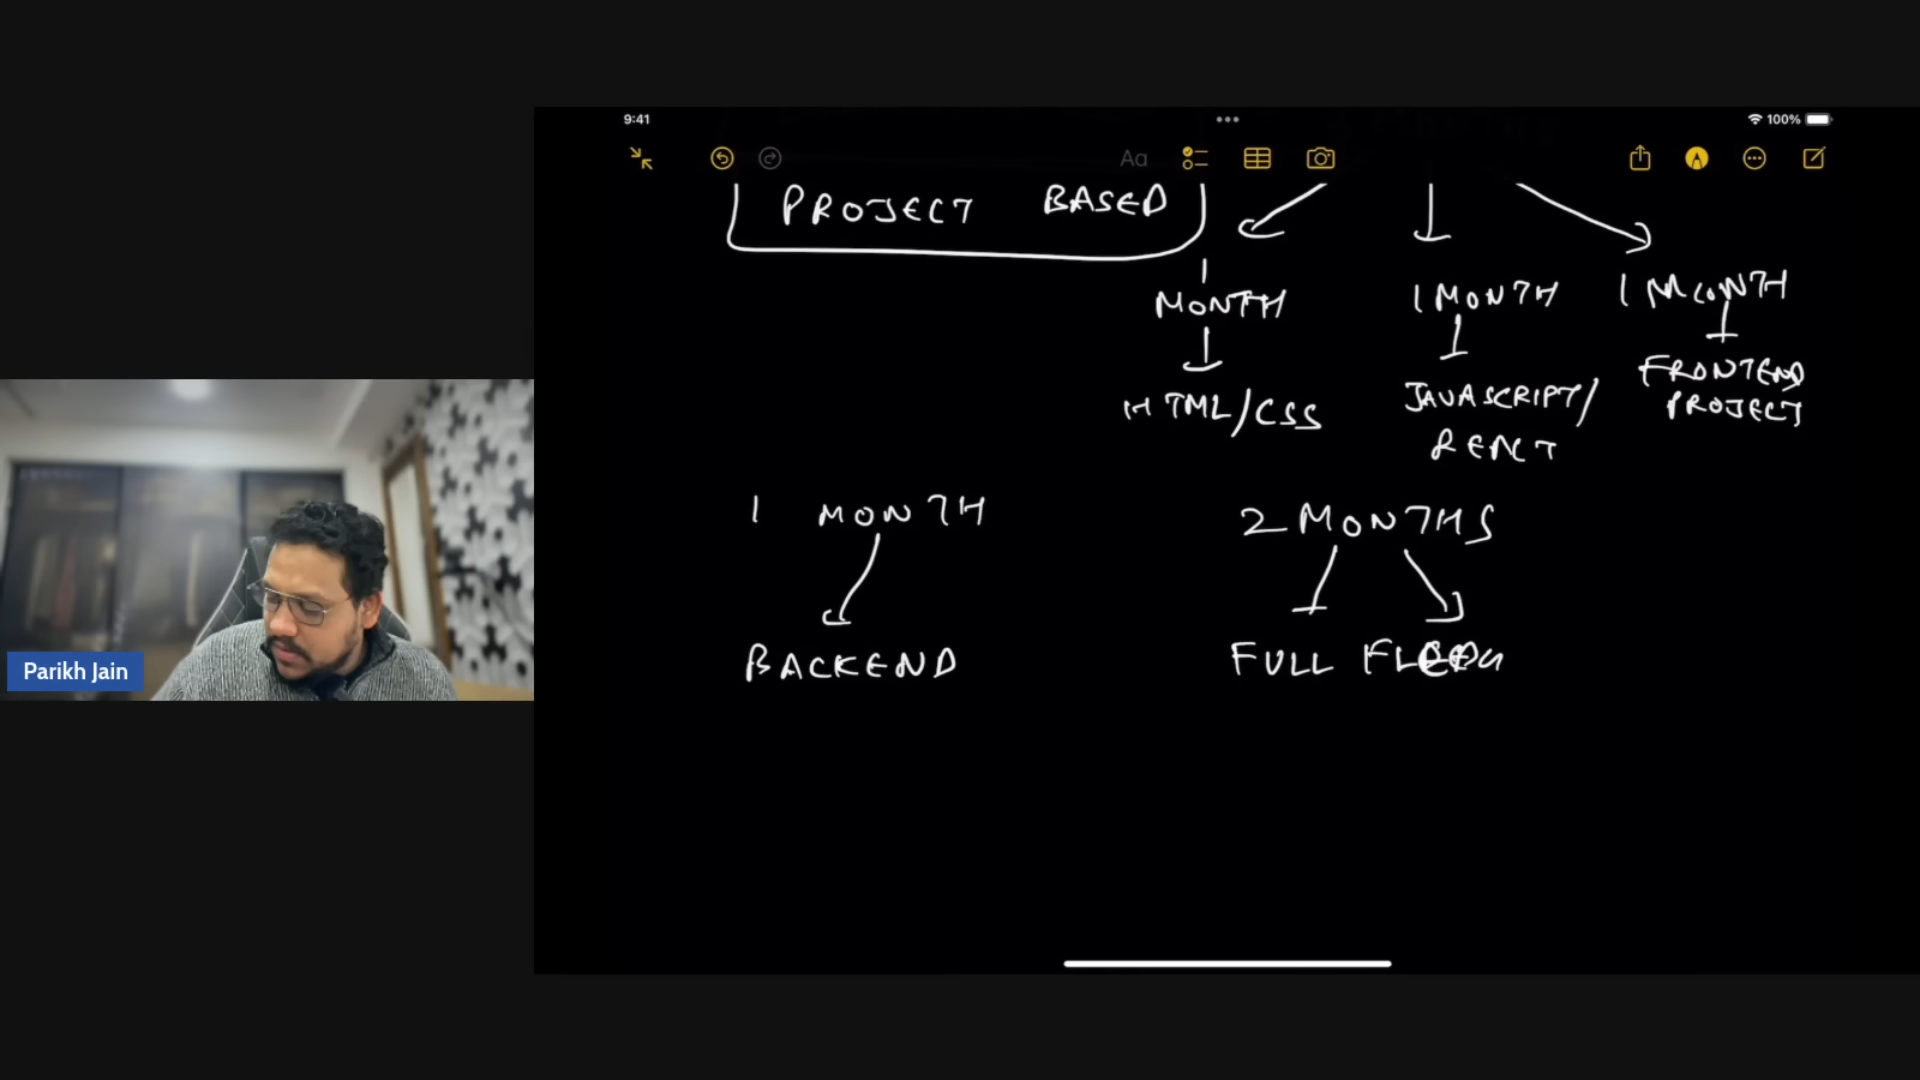 9:41
100%
Aa
PROJECT BASED
1 MONTH
1 MONTH
1 MONTH
HTML/CSS
JAVASCRIPT/
REACT
FRONTEND
PROJECT
1 MONTH
2 MONTHS
BACKEND
FULL
Parikh Jain